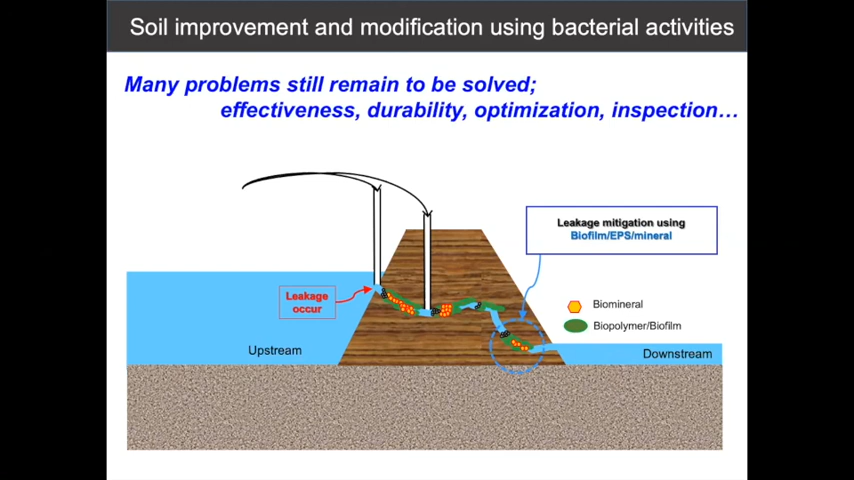 Soil improvement and modification using bacterial activities
Many problems still remain to be solved;
effectiveness, durability, optimization, inspection…
Leakage mitigation using
Biofilm/EPS/mineral
Leakage
occur
Biomineral
Biopolymer/Biofilm
Upstream
Downstream